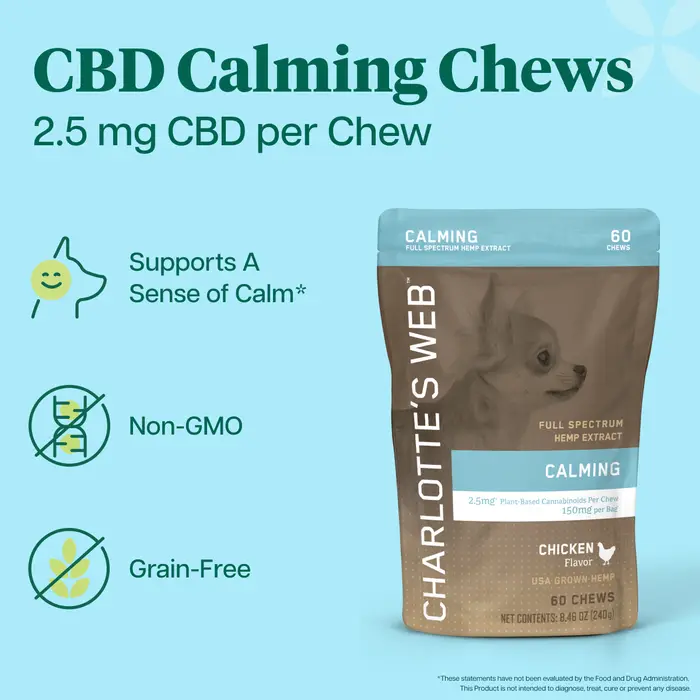 CBD Calming Chews
2.5 mg CBD per Chew
Supports A
Sense of Calm*
Non-GMO
Grain-Free
CALMING
FULL SPECTRUM HEMP EXTRACT
60
CHEWS
CHARLOTTE'S WEB™
FULL SPECTRUM
HEMP EXTRACT
CALMING
2.5mg* Plant-Based Cannabinoids Per Chew
150mg per Bag
CHICKEN
Flavor
USA GROWN HEMP
60 CHEWS
NET CONTENTS: 8.46 OZ (240g)
*These statements have not been evaluated by the Food and Drug Administration.
This Product is not intended to diagnose, treat, cure or prevent any disease.